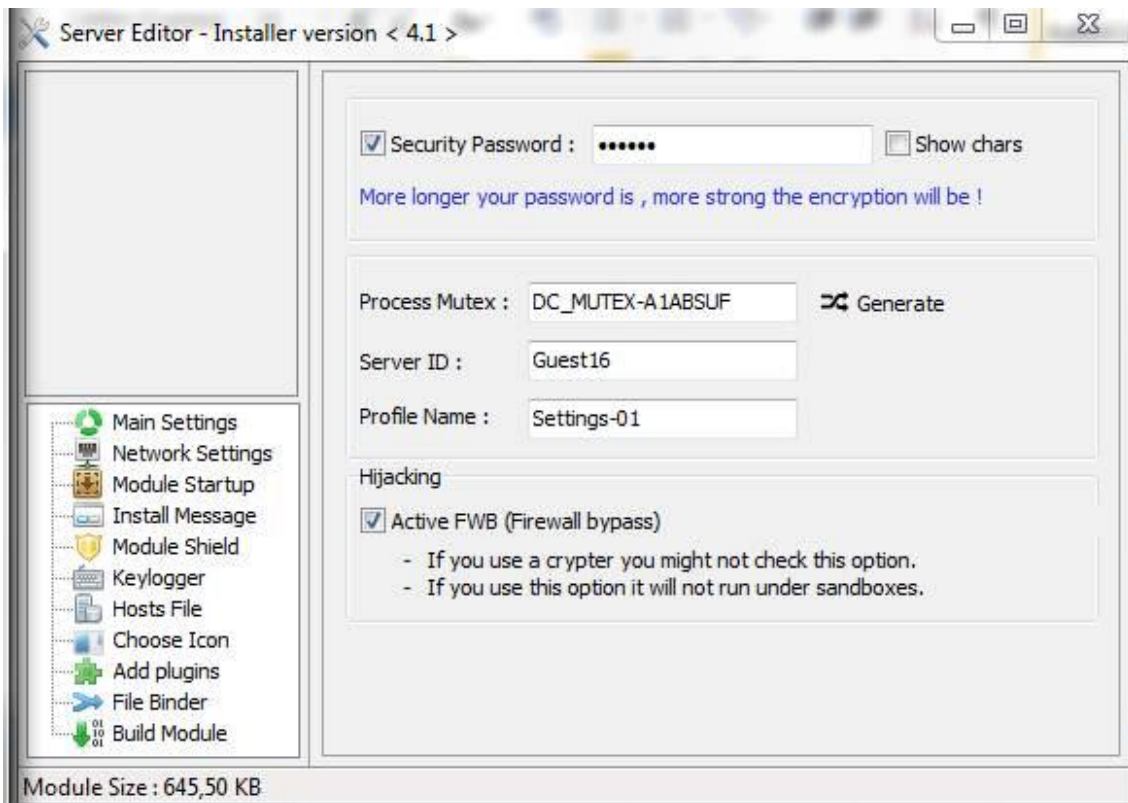 Server Editor - Installer version < 4.1 >
Security Password : •••••• Show chars
More longer your password is , more strong the encryption will be !
Process Mutex : DC_MUTEX-A1ABSUF Generate
Server ID : Guest16
Profile Name : Settings-01
Hijacking
Active FWB (Firewall bypass)
- If you use a crypter you might not check this option.
- If you use this option it will not run under sandboxes.
Main Settings
Network Settings
Module Startup
Install Message
Module Shield
Keylogger
Hosts File
Choose Icon
Add plugins
File Binder
Build Module
Module Size : 645,50 KB